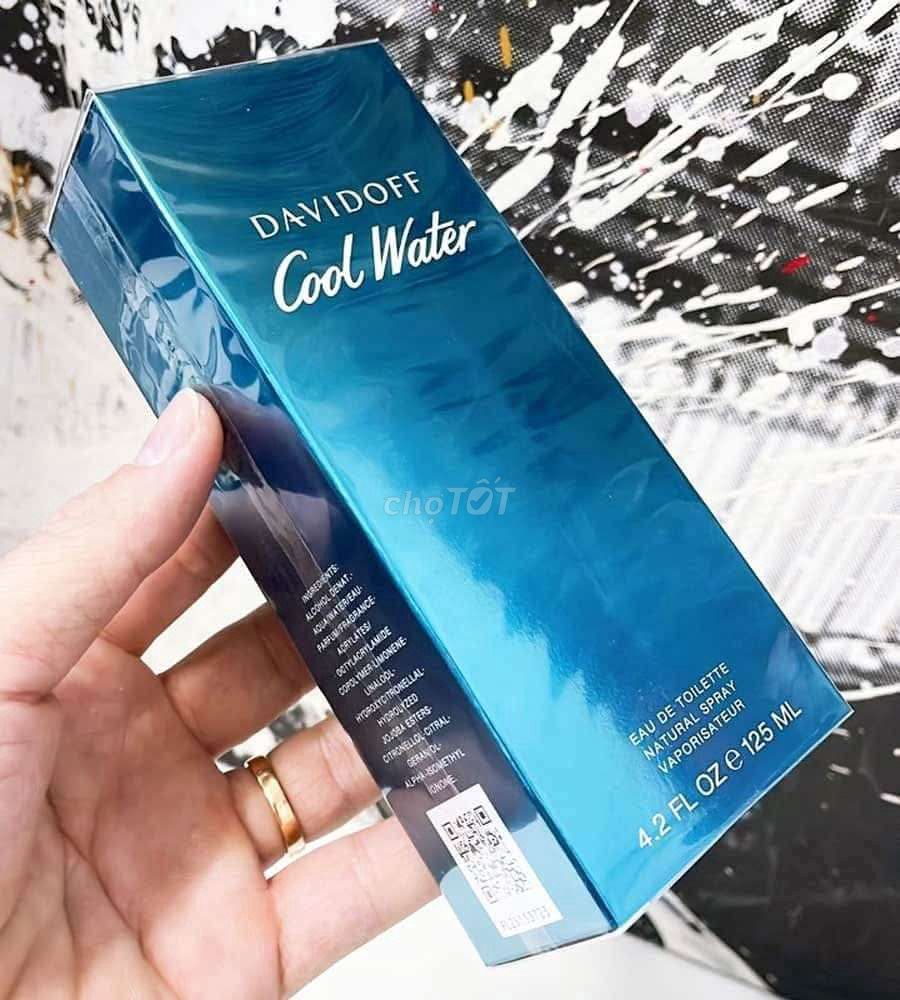 DAVIDOFF
Cool Water
choTỐT
INGREDIENTS:
ALCOHOL DENAT.·
AQUA/WATER/EAU·
PARFUM/FRAGRANCE·
ACRYLATES/
OCTYLACRYLAMIDE
COPOLYMER·LIMONENE·
LINALOOL·
HYDROXYCITRONELLAL·
HYDROLYZED
JOJOBA ESTERS·
CITRONELLOL·CITRAL·
GERANIOL·
ALPHA-ISOMETHYL
IONONE.
EAU DE TOILETTE
NATURAL SPRAY
VAPORISATEUR
4.2 FL OZ e 125 ML